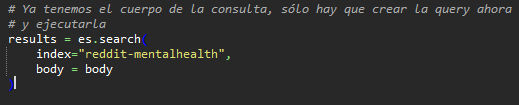 # Ya tenemos el cuerpo de la consulta, sólo hay que crear la query ahora
# y ejecutarla
results = es.search(
    index="reddit-mentalhealth",
    body = body
)